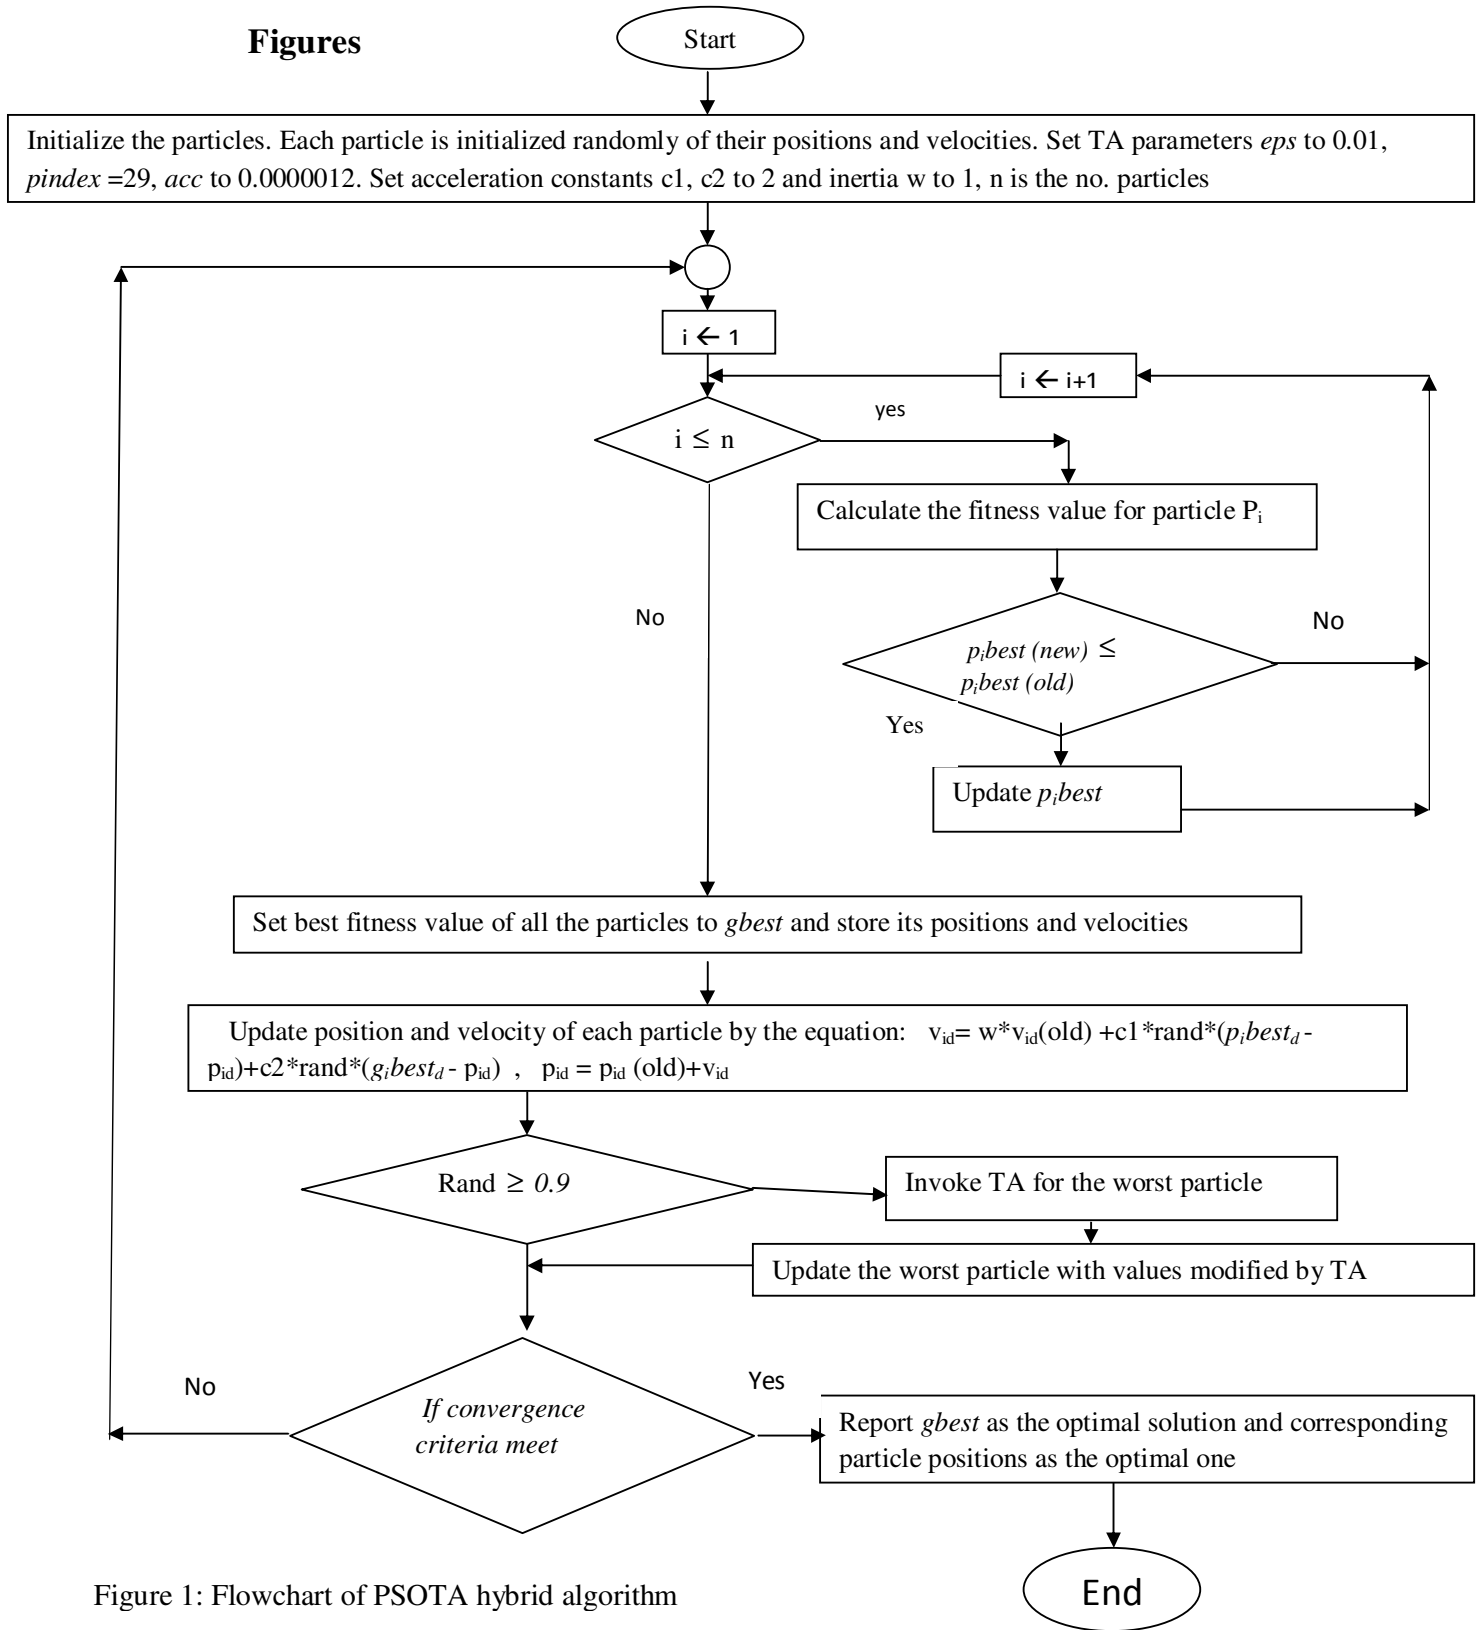 Figures
Start
Initialize the particles. Each particle is initialized randomly of their positions and velocities. Set TA parameters eps to 0.01,
pindex =29, acc to 0.0000012. Set acceleration constants c1, c2 to 2 and inertia w to 1, n is the no. particles
i ← 1
i ← i+1
yes
i ≤ n
Calculate the fitness value for particle Pi
No
No
pibest (new) ≤
pibest (old)
Yes
Update pibest
Set best fitness value of all the particles to gbest and store its positions and velocities
Update position and velocity of each particle by the equation: vid= w*vid(old) +c1*rand*(pibestd -
pid)+c2*rand*(gibestd - pid) , pid = pid (old)+vid
Rand ≥ 0.9
Invoke TA for the worst particle
Update the worst particle with values modified by TA
No
Yes
If convergence
criteria meet
Report gbest as the optimal solution and corresponding
particle positions as the optimal one
End
Figure 1: Flowchart of PSOTA hybrid algorithm